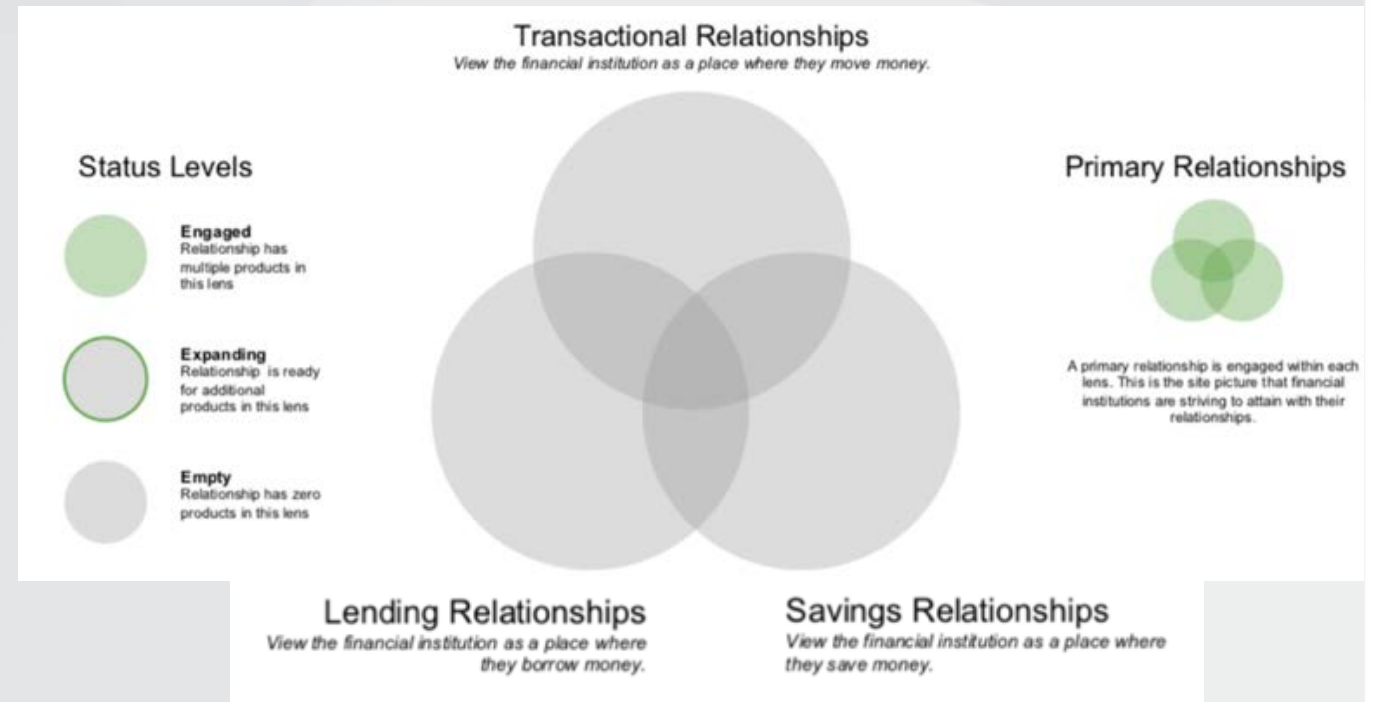 Transactional Relationships
View the financial institution as a place where they move money.
Status Levels
Engaged
Relationship has
multiple products in
this lens
Expanding
Relationship is ready
for additional
products in this lens
Empty
Relationship has zero
products in this lens
Primary Relationships
A primary relationship is engaged within each
lens. This is the site picture that financial
institutions are striving to attain with their
relationships.
Lending Relationships
View the financial institution as a place where
they borrow money.
Savings Relationships
View the financial institution as a place where
they save money.